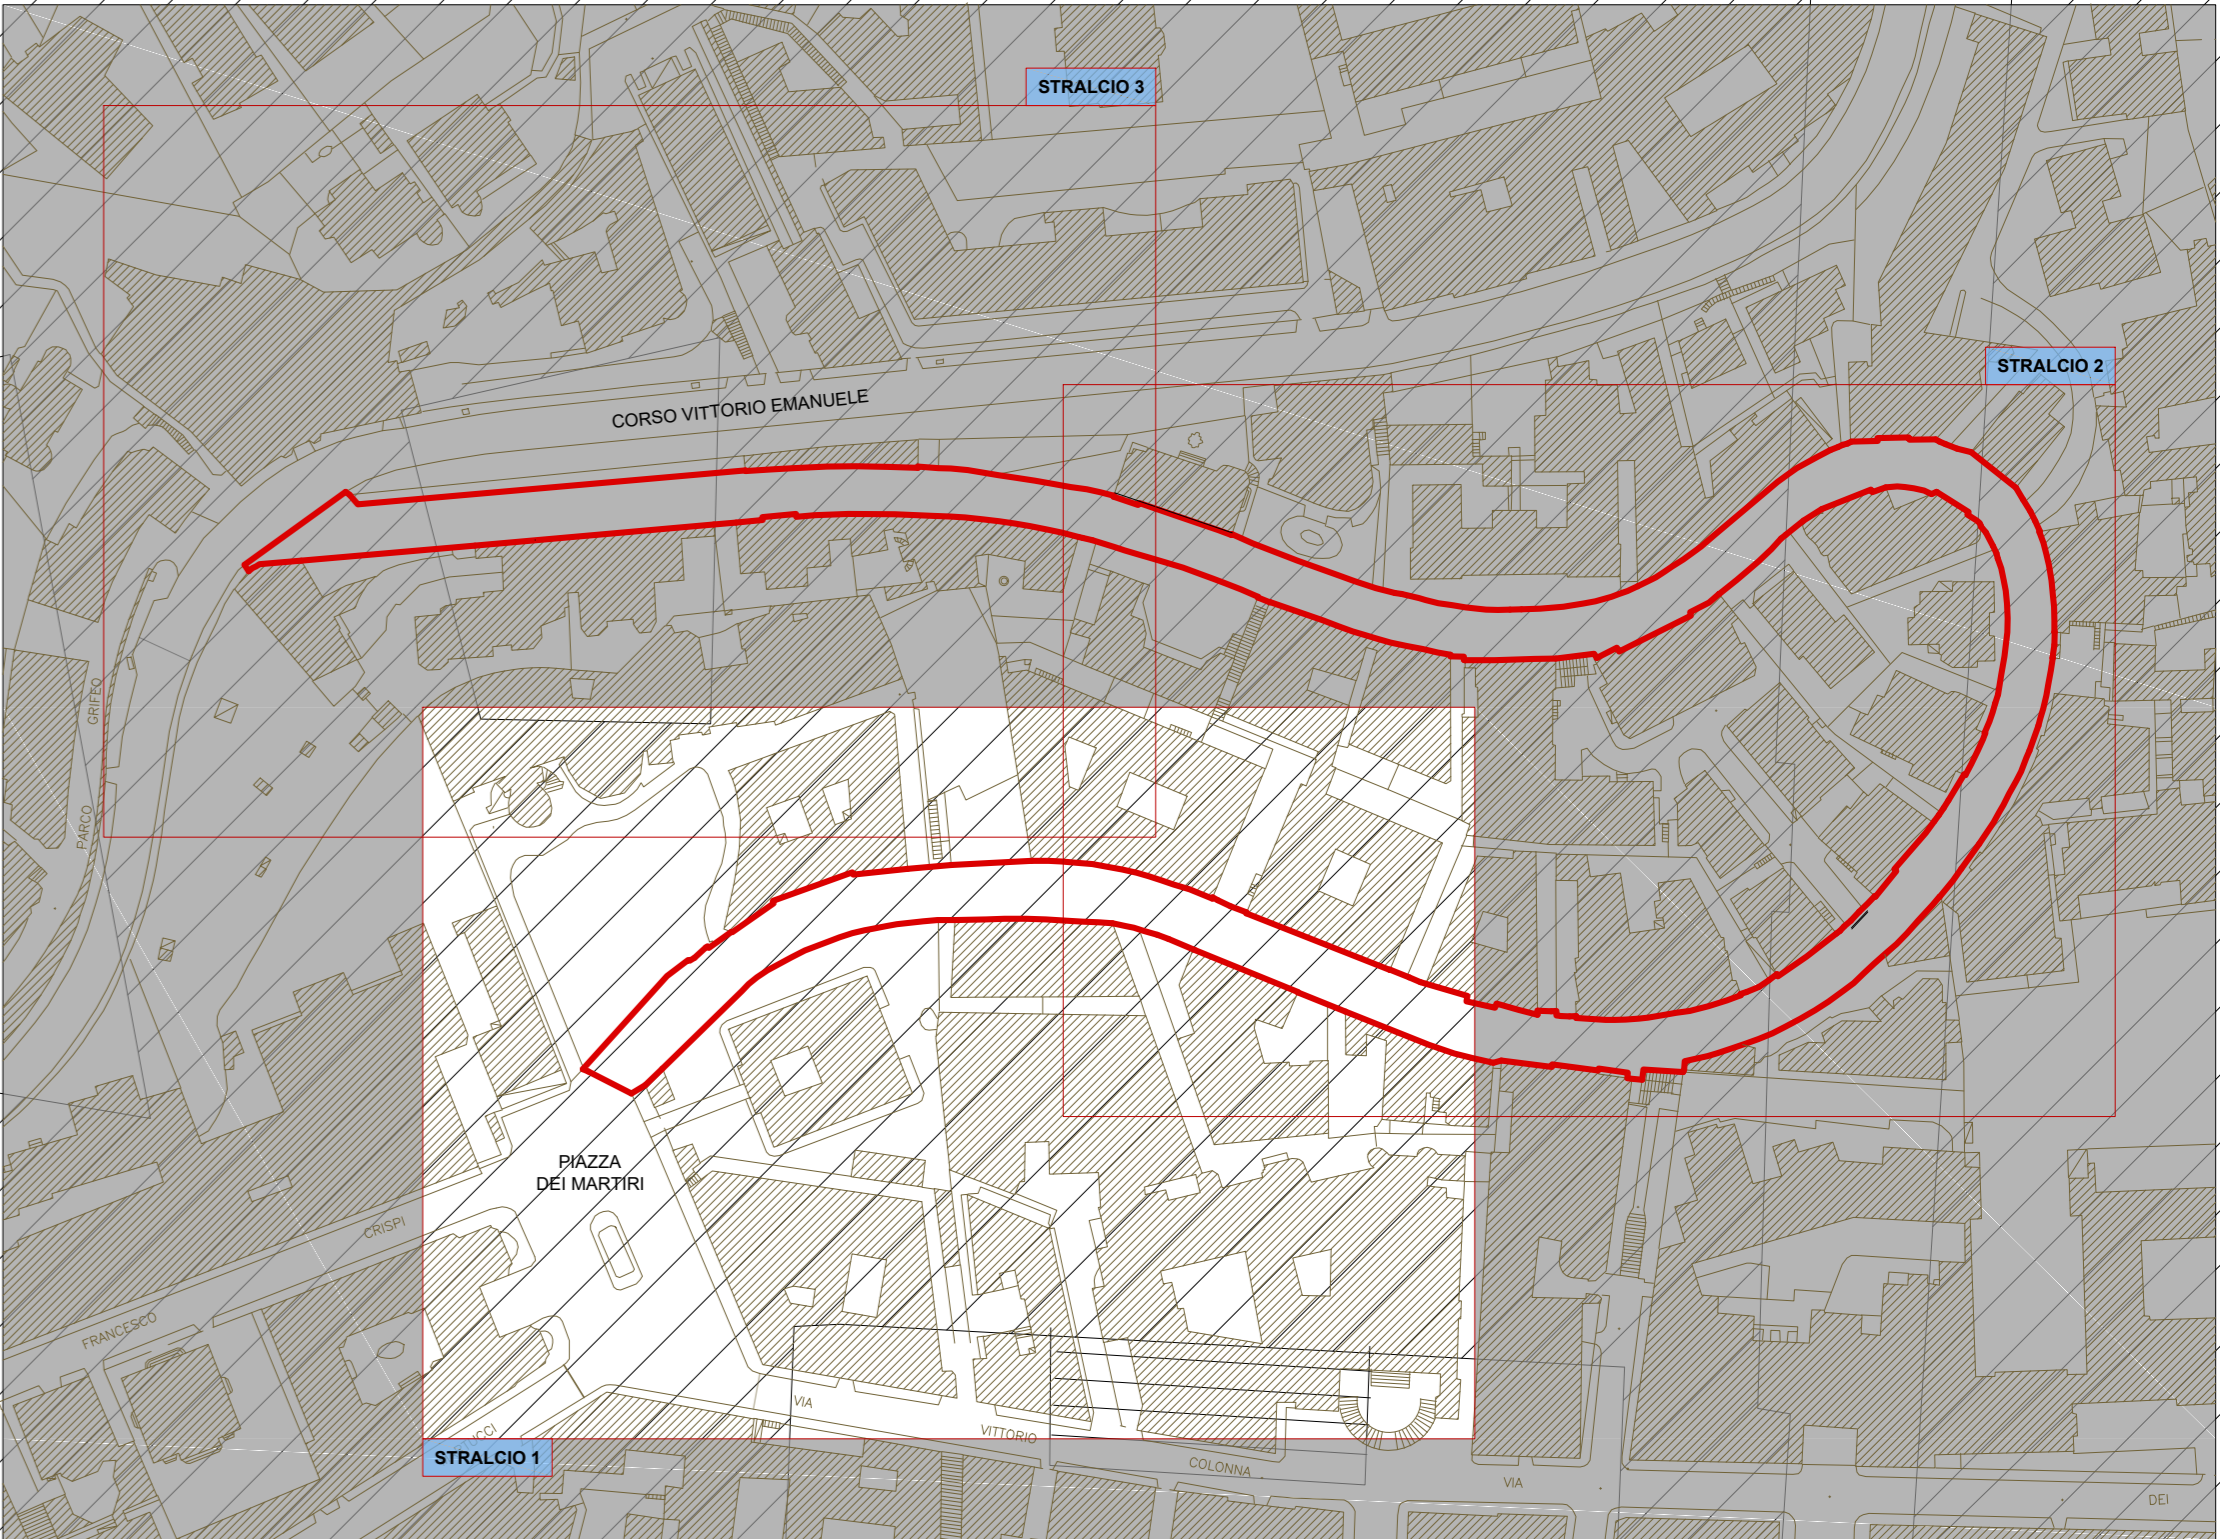 STRALCIO 3
STRALCIO 2
CORSO VITTORIO EMANUELE
GRIFEO
PARCO
PIAZZA
DEI MARTIRI
CRISPI
FRANCESCO
VIA
VITTORIO
STRALCIO 1
COLONNA
VIA
DEI